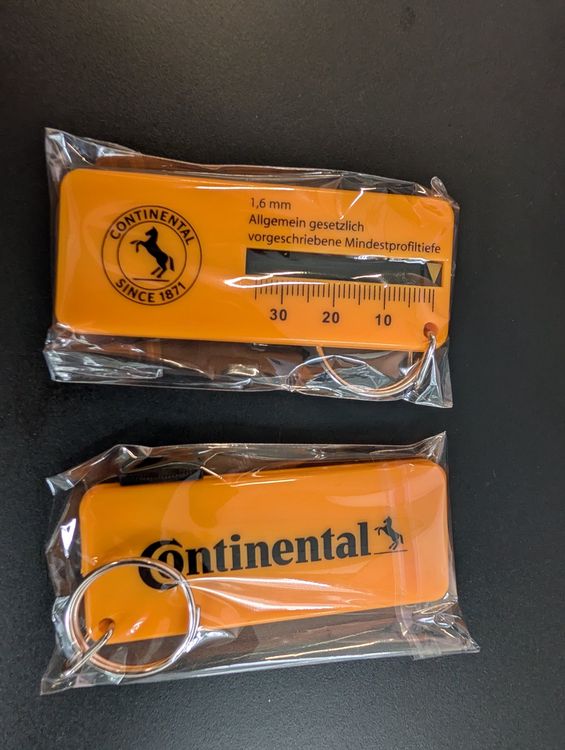 CONTINENTAL
SINCE 1871
1,6 mm
Allgemein gesetzlich
vorgeschriebene Mindestprofiltiefe
30 20 10
Continental